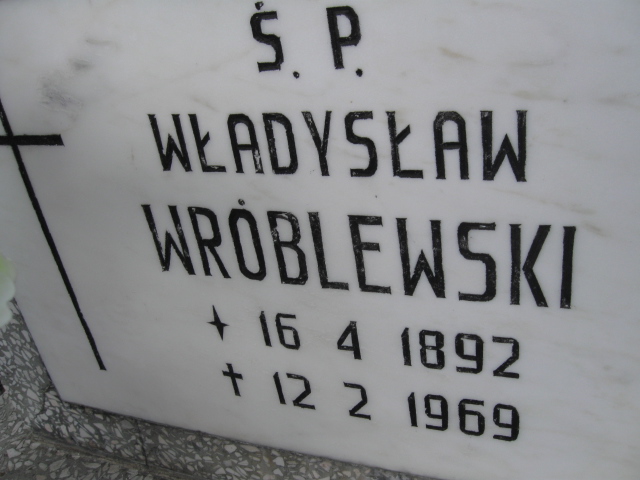 Ś. P.
WŁADYSŁAW
WRÓBLEWSKI
16 4 1892
† 12 2 1969